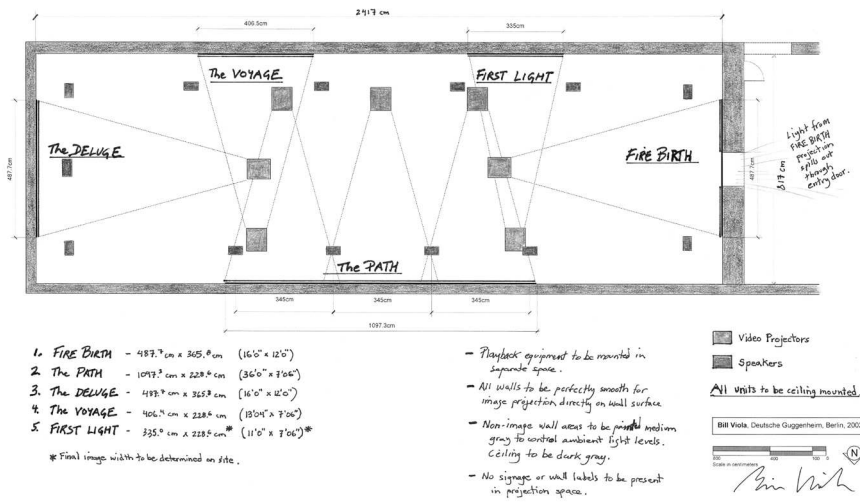 2417 cm
406.5cm
335cm
The VOYAGE
FIRST LIGHT
The DELUGE
FIRE BIRTH
487.7cm
487.7cm
817 cm
Light from
FIRE BIRTH
projection
spills out
through
entry door.
The PATH
345cm
345cm
345cm
1097.3cm
1. FIRE BIRTH - 487.7 cm x 365.8 cm (16'0" x 12'0")
2. The PATH - 1097.3 cm x 228.6 cm (36'0" x 7'06")
3. The DELUGE - 487.7 cm x 365.8 cm (16'0" x 12'0")
4. The VOYAGE - 406.4 cm x 228.6 cm (13'04" x 7'06")
5. FIRST LIGHT - 335.0 cm x 228.6 cm* (11'0" x 7'06")*
* Final image width to be determined on site.
- Playback equipment to be mounted in
separate space.
- All walls to be perfectly smooth for
image projection directly on wall surface
- Non-image wall areas to be painted medium
gray to control ambient light levels.
Ceiling to be dark gray.
- No signage or wall labels to be present
in projection space.
Video Projectors
Speakers
All units to be ceiling mounted.
Bill Viola, Deutsche Guggenheim, Berlin, 2002
400
100
0
Scale in centimeters
N
Bill Viola